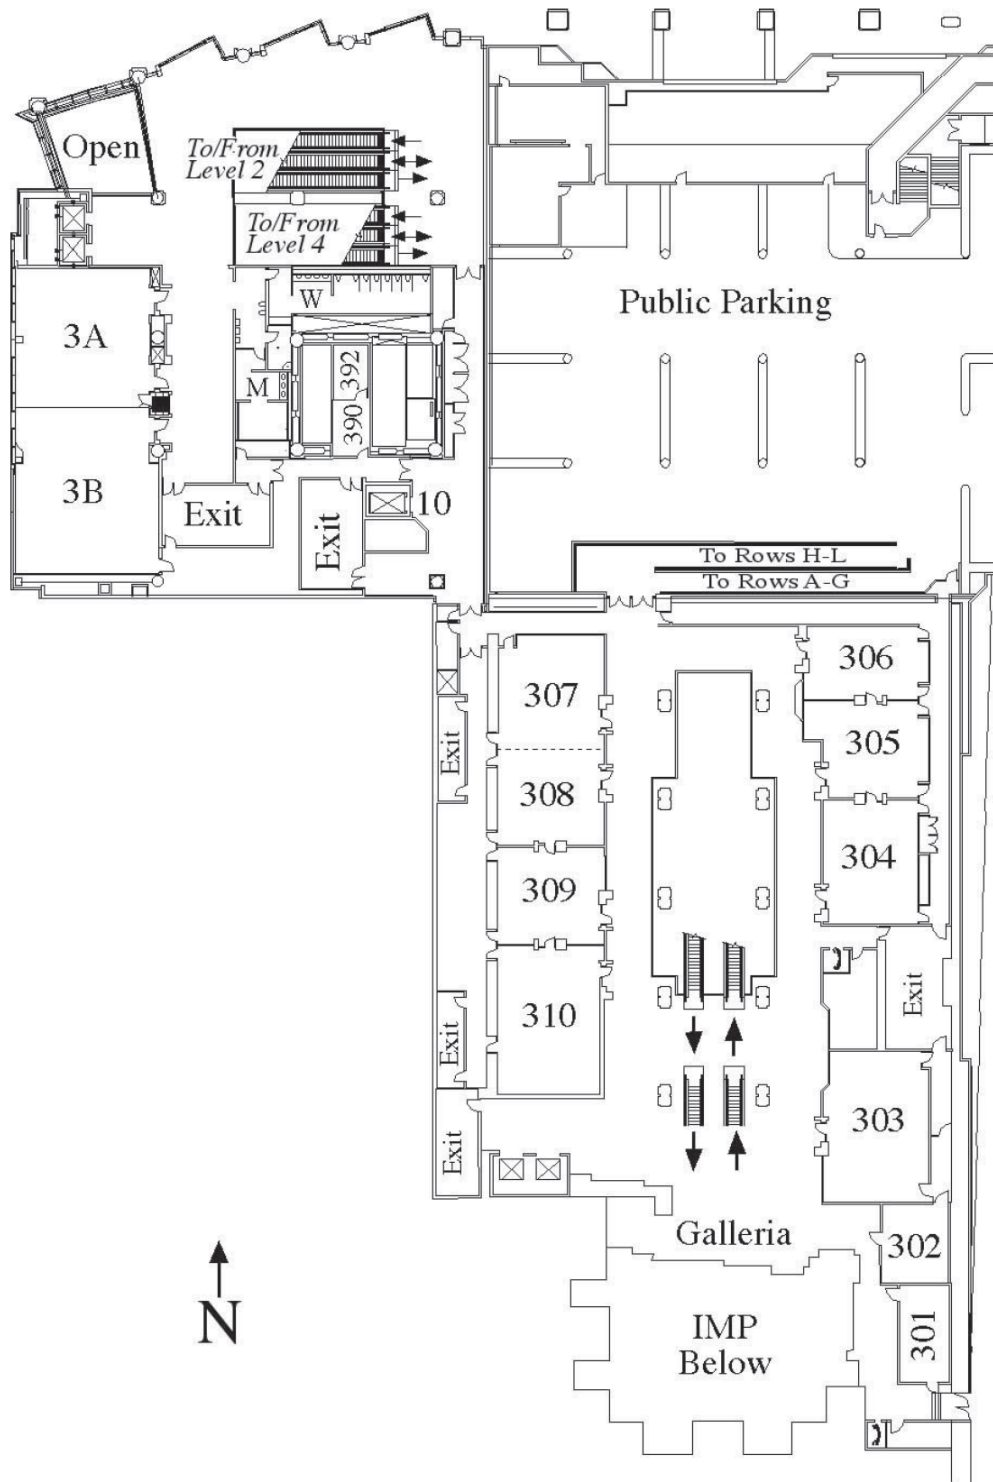 Open
To/From
Level 2
To/From
Level 4
W
Public Parking
3A
392
M
390
3B
10
Exit
Exit
To Rows H-L
To Rows A-G
306
307
305
Exit
308
304
309
310
Exit
Exit
303
Exit
Galleria
302
N
IMP
Below
301